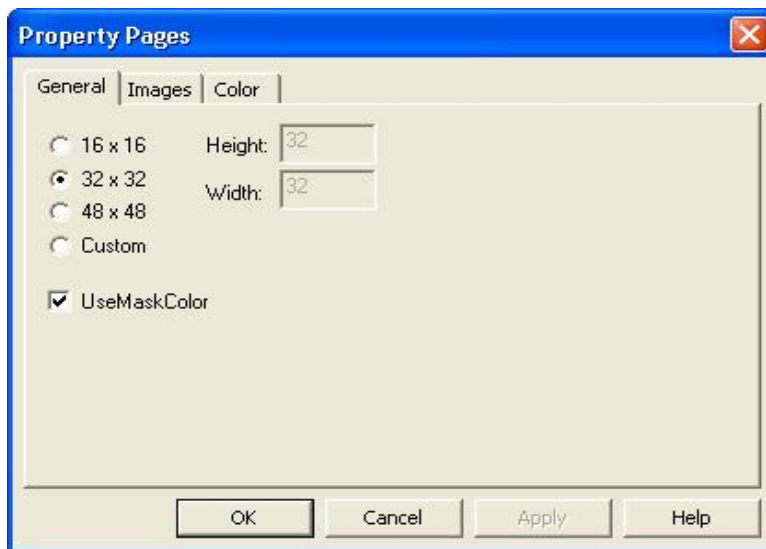 Property Pages
General Images Color
16 x 16 Height: 32
32 x 32 Width: 32
48 x 48
Custom
UseMaskColor
OK Cancel Apply Help